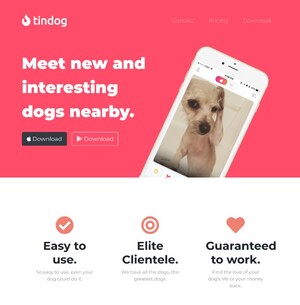 tindog
Contact Pricing Download
Meet new and
interesting
dogs nearby.
Download Download
Easy to
use.
So easy to use, even your
dog could do it.
Elite
Clientele.
We have all the dogs, the
greatest dogs.
Guaranteed
to work.
Find the love of your
dog's life or your money
back.